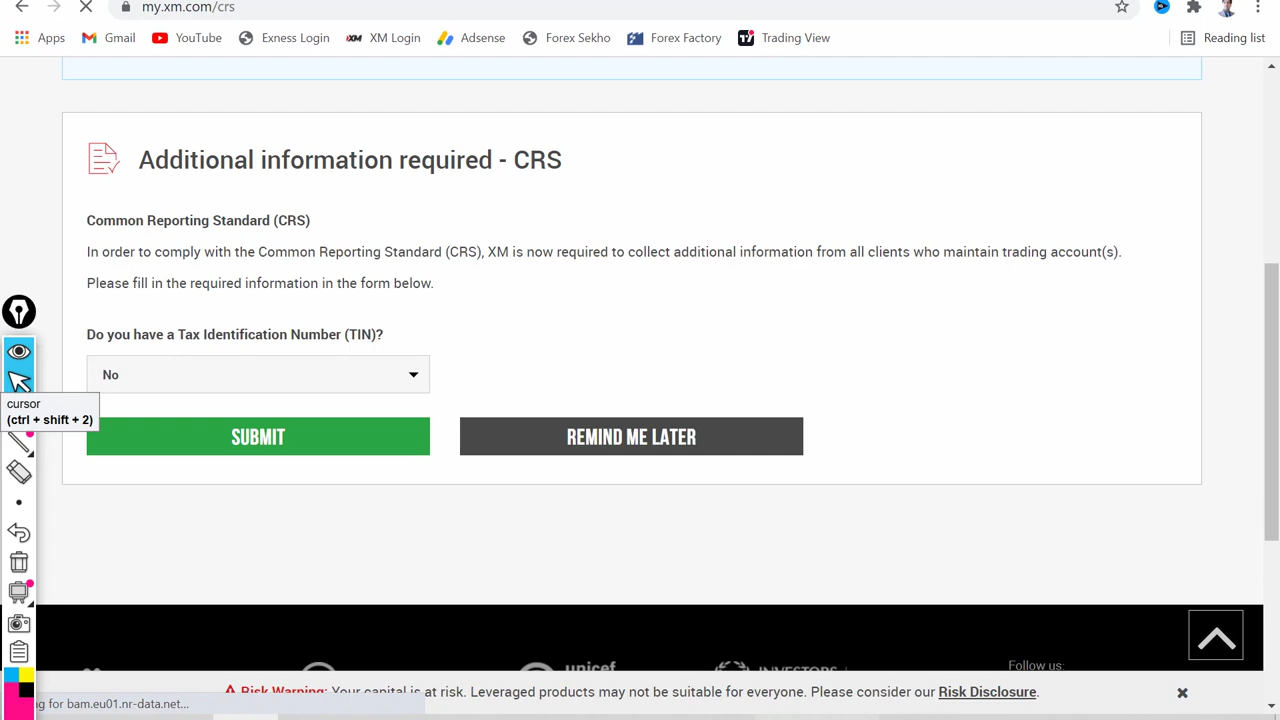 my.xm.com/crs
Apps Gmail YouTube Exness Login XM XM Login Adsense Forex Sekho Forex Factory Trading View Reading list
Additional information required - CRS
Common Reporting Standard (CRS)
In order to comply with the Common Reporting Standard (CRS), XM is now required to collect additional information from all clients who maintain trading account(s).
Please fill in the required information in the form below.
Do you have a Tax Identification Number (TIN)?
No
cursor
(ctrl + shift + 2)
SUBMIT REMIND ME LATER
unicef INVESTORS Follow us:
Risk Warning: Your capital is at risk. Leveraged products may not be suitable for everyone. Please consider our Risk Disclosure.
for bam.eu01.nr-data.net...